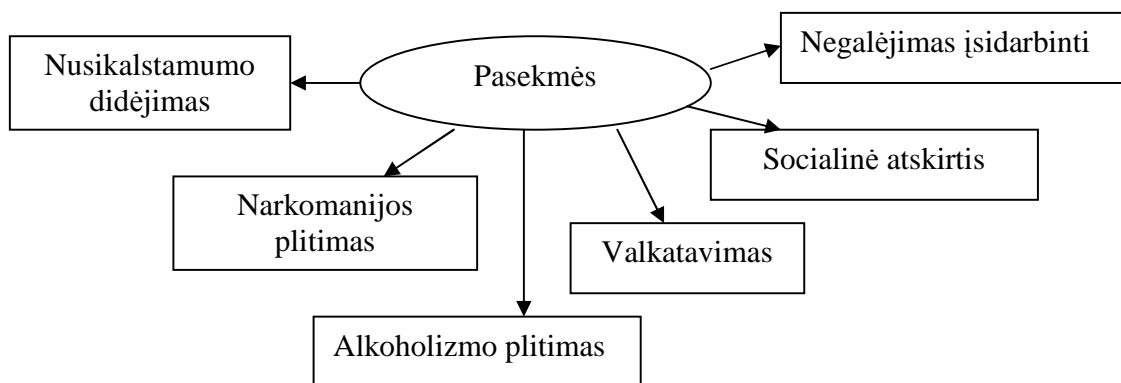 Negalėjimas įsidarbinti
Nusikalstamumo
didėjimas
Pasekmės
Socialinė atskirtis
Narkomanijos
plitimas
Valkatavimas
Alkoholizmo plitimas